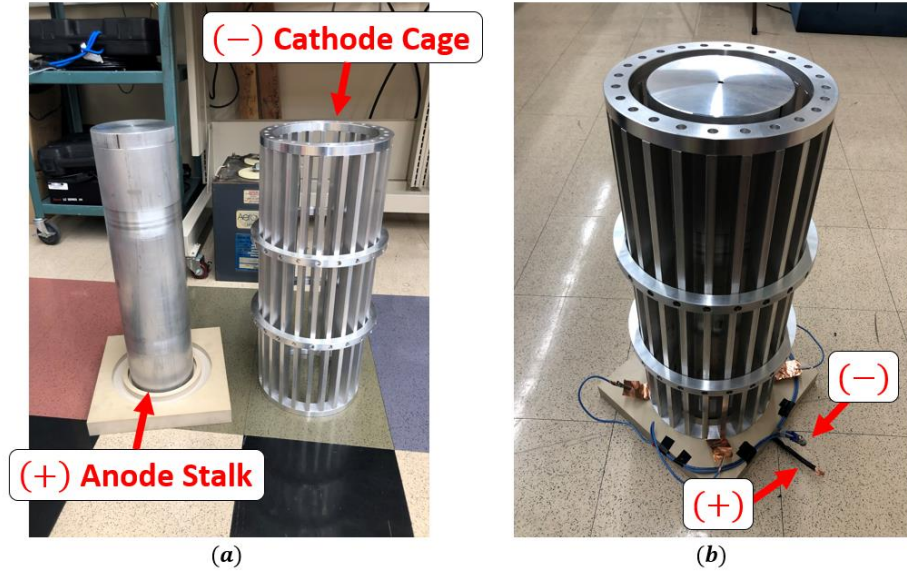 (−) Cathode Cage
(+) Anode Stalk
(−)
(+)
(a)
(b)